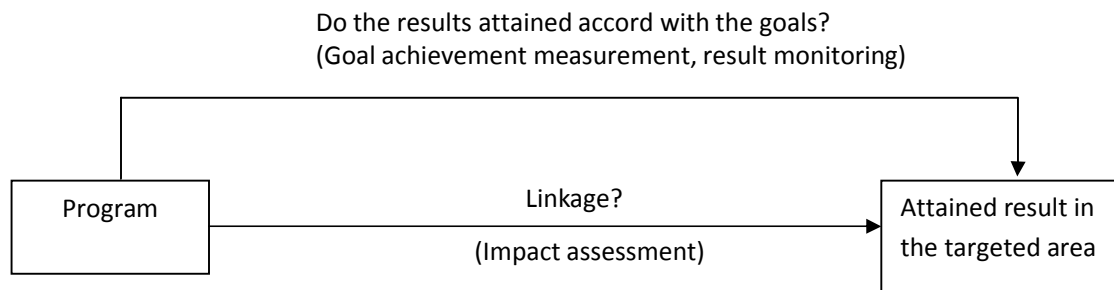 Do the results attained accord with the goals?
(Goal achievement measurement, result monitoring)
Program
Linkage?
(Impact assessment)
Attained result in
the targeted area